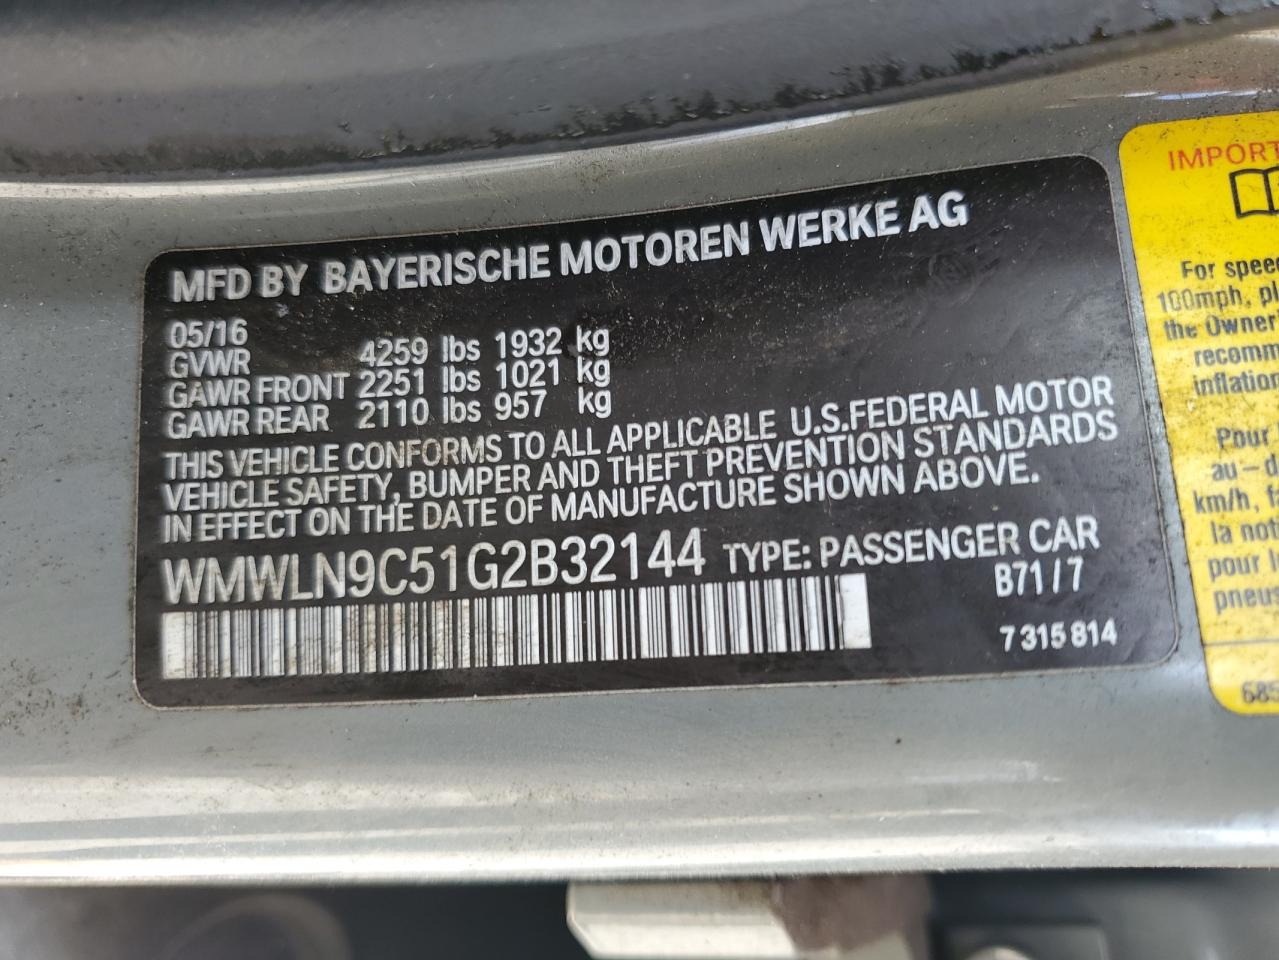 MFD BY BAYERISCHE MOTOREN WERKE AG
05/16
GVWR 4259 lbs 1932 kg
GAWR FRONT 2251 lbs 1021 kg
GAWR REAR 2110 lbs 957 kg
THIS VEHICLE CONFORMS TO ALL APPLICABLE U.S.FEDERAL MOTOR
VEHICLE SAFETY, BUMPER AND THEFT PREVENTION STANDARDS
IN EFFECT ON THE DATE OF MANUFACTURE SHOWN ABOVE.
WMWLN9C51G2B32144 TYPE: PASSENGER CAR
B71/7
7 315 814
IMPORT
For speed
100mph, pl
the Owner'
recomm
inflation
Pour
au-d
km/h,
la not
pour l
pneus
685